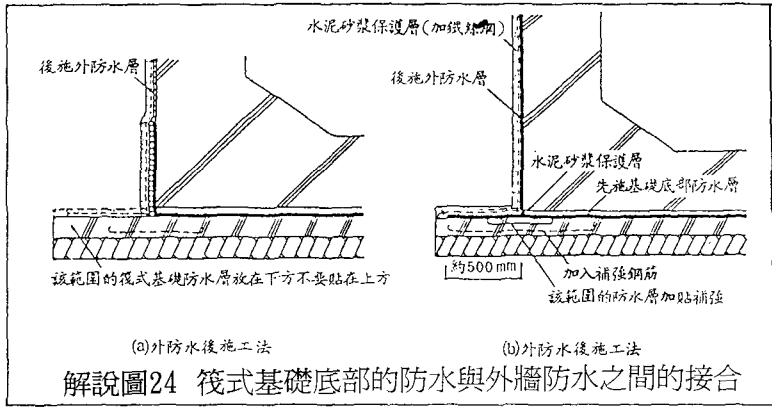 水泥砂漿保護層(加鐵絲網)
後施外防水層
後施外防水層
水泥砂漿保護層
先施基礎底部防水層
約500mm
加入補強鋼筋
該範圍的防水層加貼補強
該範圍的筏式基礎防水層放在下方不要貼在上方
(a)外防水後施工法
(b)外防水後施工法
解說圖24 筏式基礎底部的防水與外牆防水之間的接合